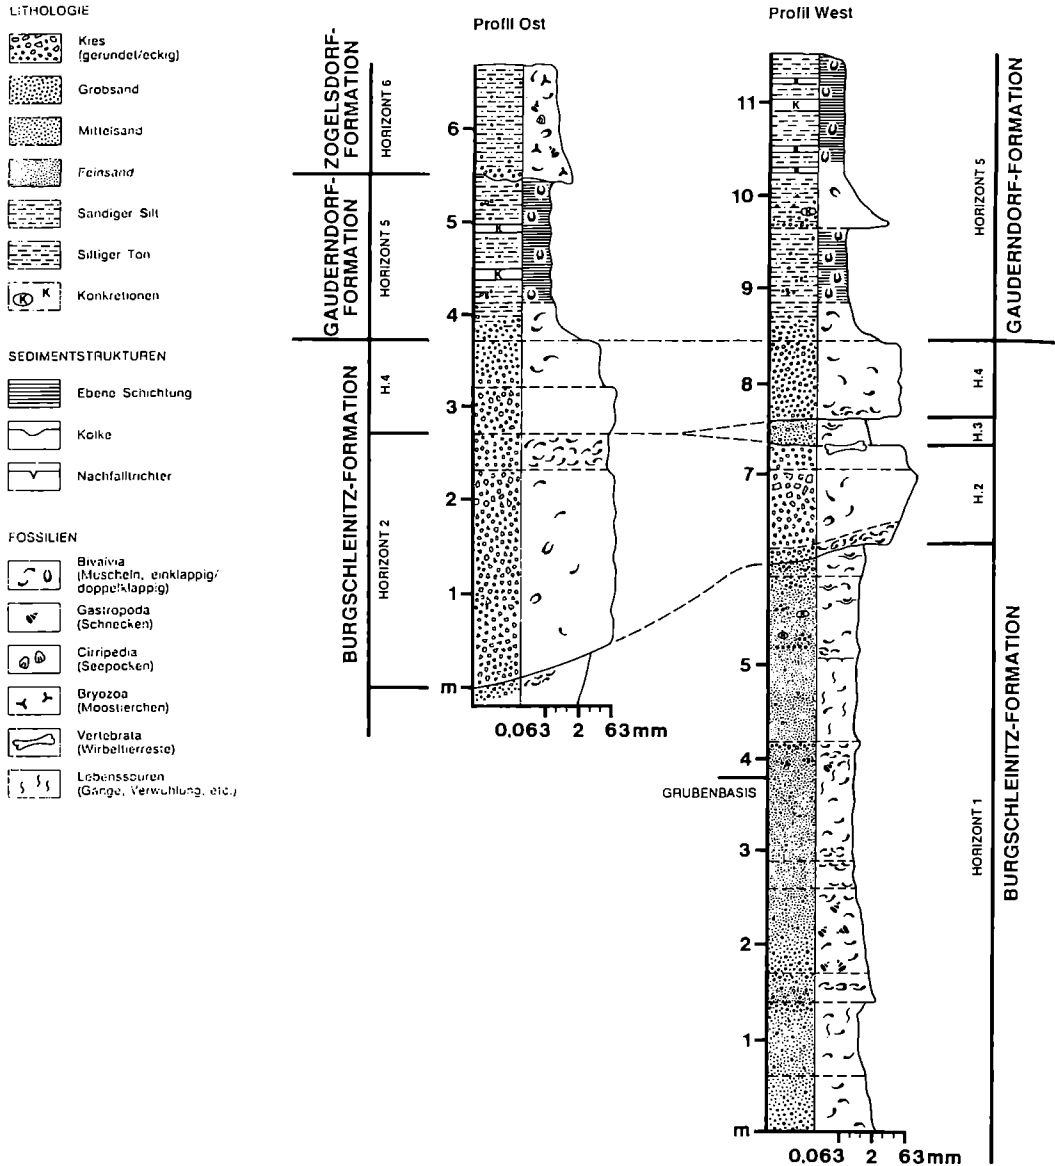 LITHOLOGIE
Kies
(gerundet/eckig)
Grobsand
Mittelsand
Feinsand
Sandiger Silt
Siltiger Ton
K K Konkretionen
SEDIMENTSTRUKTUREN
Ebene Schichtung
Kolke
Nachfalltrichter
FOSSILIEN
Bivalvia
(Muscheln, einklappig/
doppelklappig)
Gastropoda
(Schnecken)
Cirripedia
(Seepocken)
Bryozoa
(Moostierchen)
Vertebrata
(Wirbeltierreste)
Lebensspuren
(Gänge, Verwühlung, etc.)
Profil Ost
ZOGELSDORF-
FORMATION
HORIZONT 6
GAUDERNDORF-
FORMATION
HORIZONT 5
BURGSCHLEINITZ-FORMATION
H.4
HORIZONT 2
6
5
4
3
2
1
m
K
K
0,063 2 63mm
Profil West
11
10
9
8
7
5
4
3
2
1
m
K
K
GRUBENBASIS
0,063 2 63mm
HORIZONT 5
GAUDERNDORF-FORMATION
H.4
H.3
H.2
HORIZONT 1
BURGSCHLEINITZ-FORMATION